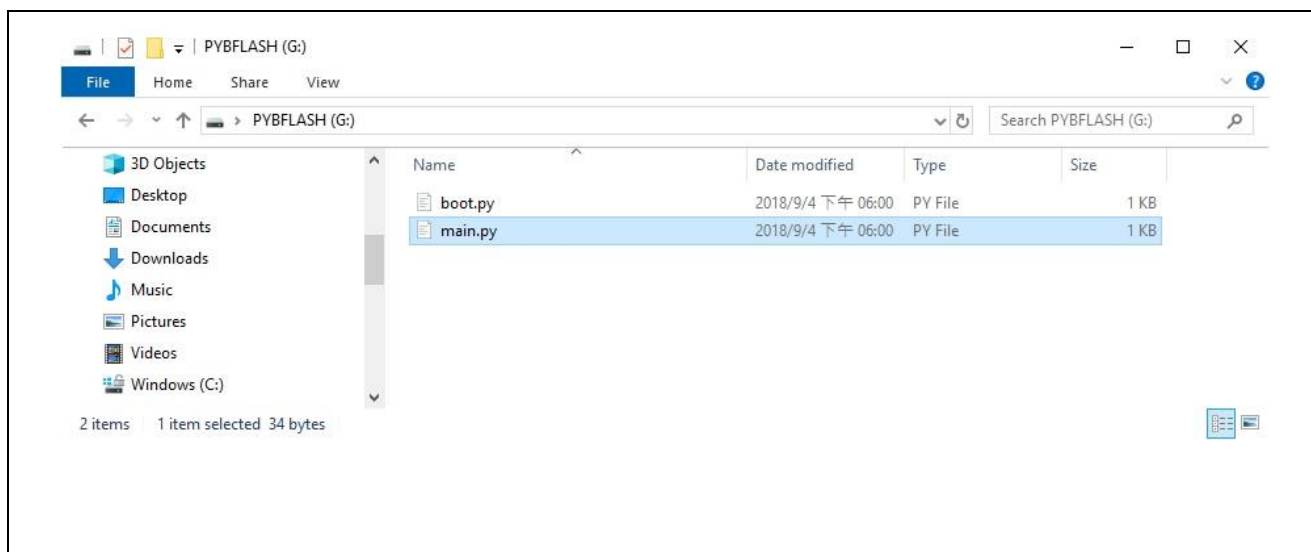 PYBFLASH (G:)
File Home Share View
PYBFLASH (G:) Search PYBFLASH (G:)
3D Objects
Desktop
Documents
Downloads
Music
Pictures
Videos
Windows (C:)
Name Date modified Type Size
boot.py 2018/9/4 下午 06:00 PY File 1 KB
main.py 2018/9/4 下午 06:00 PY File 1 KB
2 items 1 item selected 34 bytes